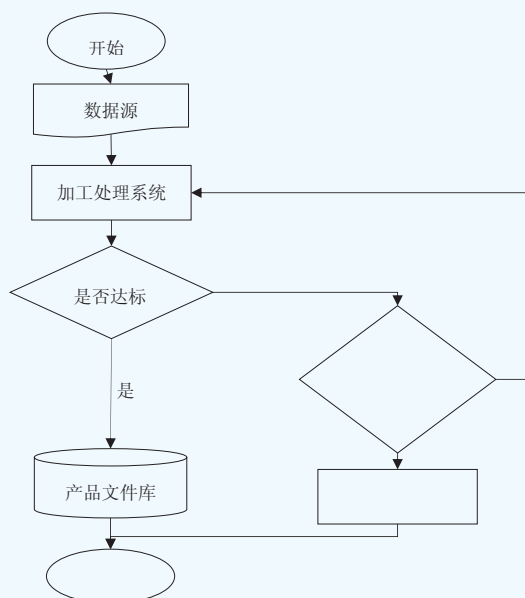 开始
数据源
加工处理系统
是否达标
是
产品文件库